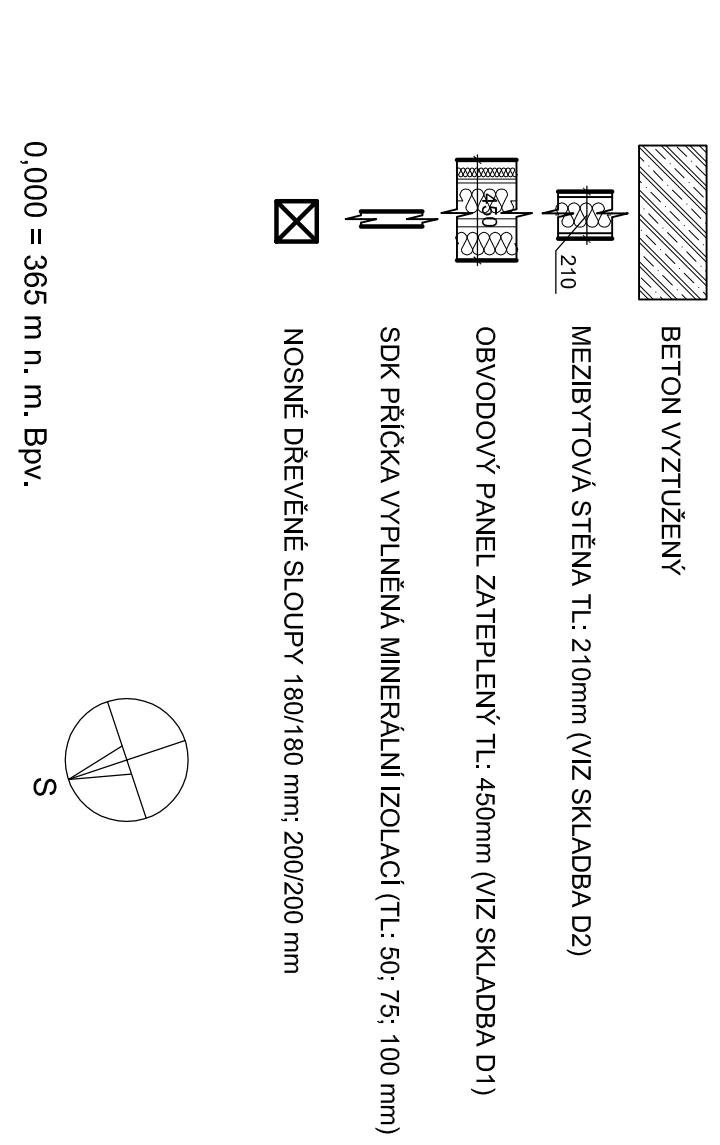 BETON VYZTUŽENÝ
210
MEZIBYTOVÁ STĚNA TL: 210mm (VIZ SKLADBA D2)
450
OBVODOVÝ PANEL ZATEPLENÝ TL: 450mm (VIZ SKLADBA D1)
SDK PŘÍČKA VYPLNĚNÁ MINERÁLNÍ IZOLACÍ (TL: 50; 75; 100 mm)
NOSNÉ DŘEVĚNÉ SLOUPY 180/180 mm; 200/200 mm
S
0,000 = 365 m n. m. Bpv.